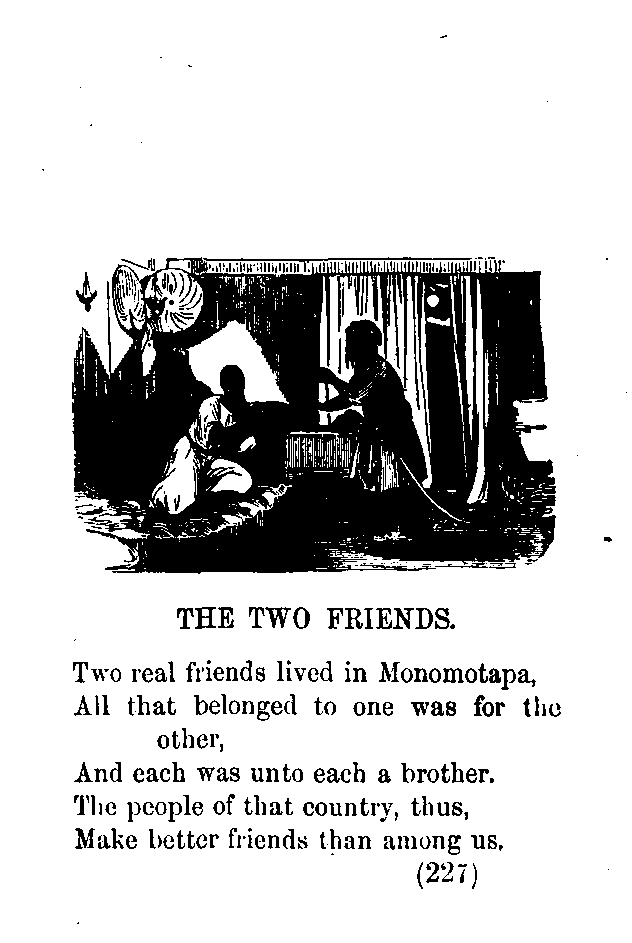 THE TWO FRIENDS.
Two real friends lived in Monomotapa,
All that belonged to one was for the
other,
And each was unto each a brother.
The people of that country, thus,
Make better friends than among us.
(227)